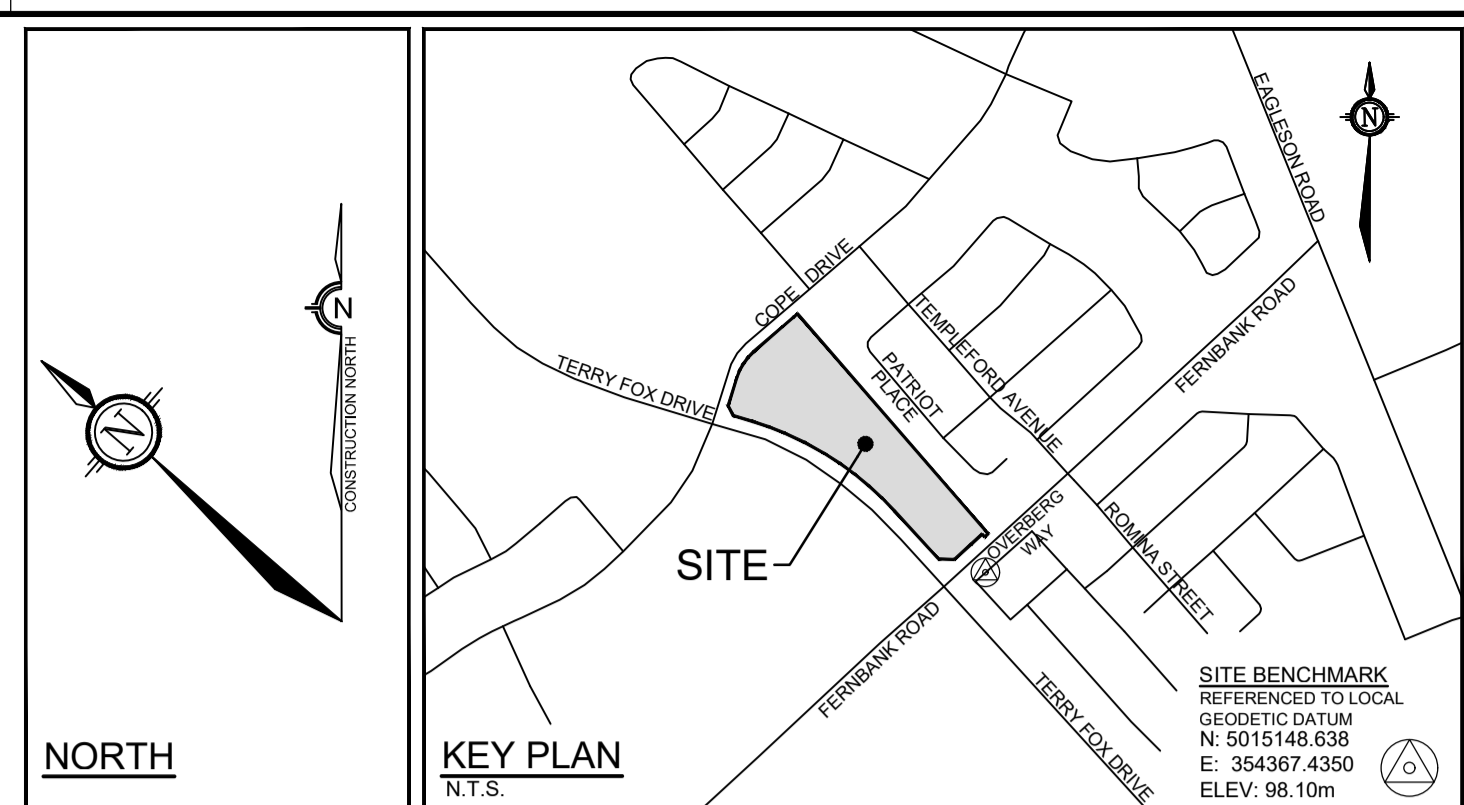 N
CONSTRUCTION NORTH
N
NORTH
EAGLESON ROAD
N
COPE DRIVE
TERRY FOX DRIVE
TEMPLEFORD AVENUE
PATRIOT
PLACE
FERNBANK ROAD
SITE
OVERBERG
WAY
ROMINA STREET
FERNBANK ROAD
TERRY FOX DRIVE
KEY PLAN
N.T.S.
SITE BENCHMARK
REFERENCED TO LOCAL
GEODETIC DATUM
N: 5015148.638
E: 354367.4350
ELEV: 98.10m